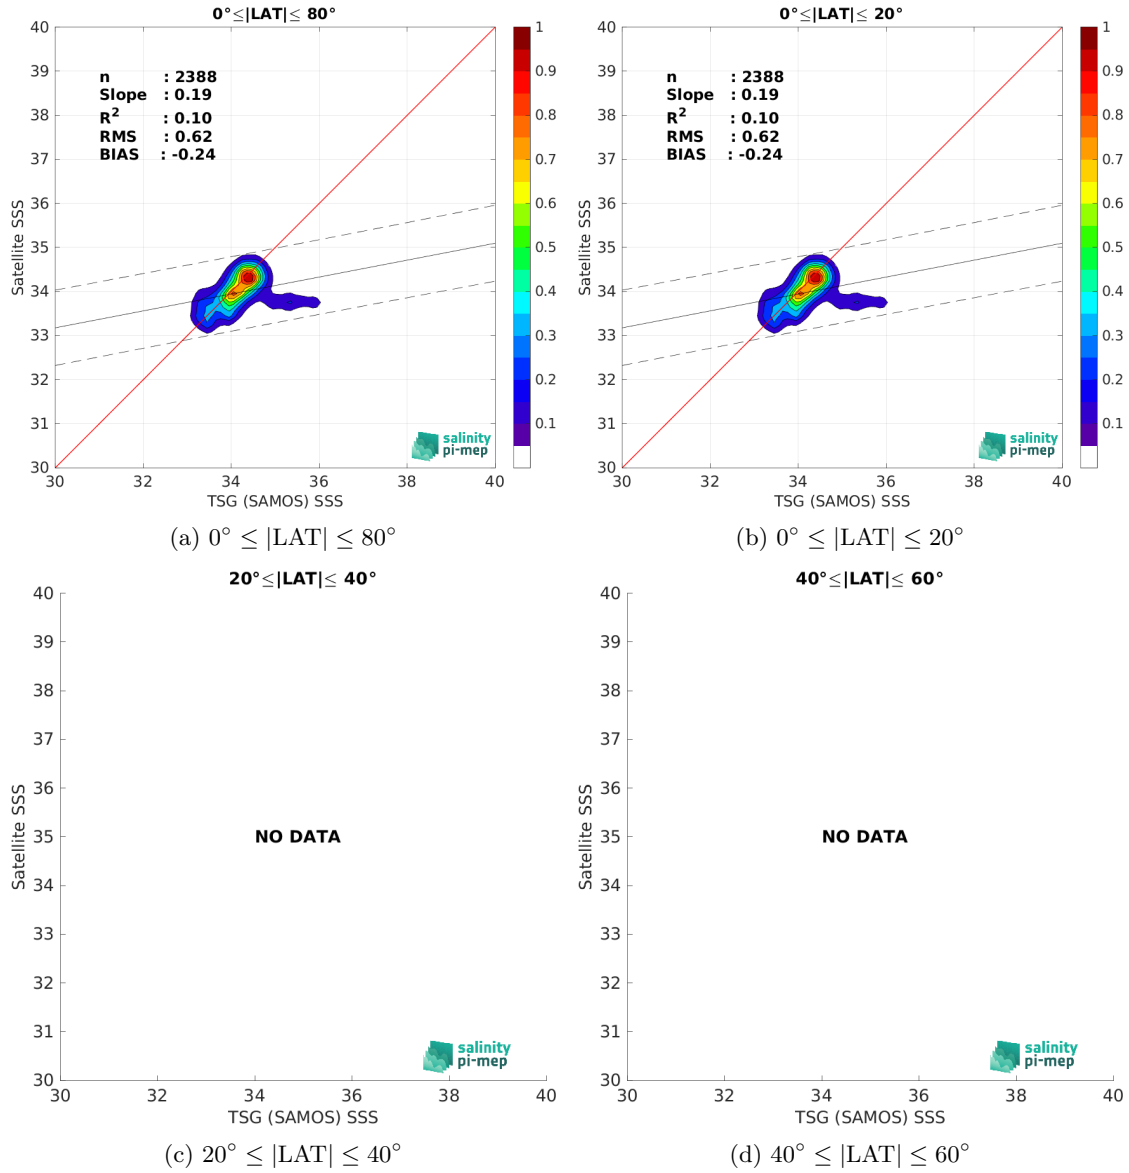 0°≤|LAT|≤ 80°
0°≤|LAT|≤ 20°
n : 2388
Slope : 0.19
R² : 0.10
RMS : 0.62
BIAS : -0.24
n : 2388
Slope : 0.19
R² : 0.10
RMS : 0.62
BIAS : -0.24
Satellite SSS
40
39
38
37
36
35
34
33
32
31
30
30 32 34 36 38 40
TSG (SAMOS) SSS
1
0.9
0.8
0.7
0.6
0.5
0.4
0.3
0.2
0.1
salinity
pi-mep
Satellite SSS
40
39
38
37
36
35
34
33
32
31
30
30 32 34 36 38 40
TSG (SAMOS) SSS
1
0.9
0.8
0.7
0.6
0.5
0.4
0.3
0.2
0.1
salinity
pi-mep
(a) 0° ≤ |LAT| ≤ 80°
(b) 0° ≤ |LAT| ≤ 20°
20°≤|LAT|≤ 40°
40°≤|LAT|≤ 60°
Satellite SSS
40
39
38
37
36
35
34
33
32
31
30
NO DATA
salinity
pi-mep
30 32 34 36 38 40
TSG (SAMOS) SSS
Satellite SSS
40
39
38
37
36
35
34
33
32
31
30
NO DATA
salinity
pi-mep
30 32 34 36 38 40
TSG (SAMOS) SSS
(c) 20° ≤ |LAT| ≤ 40°
(d) 40° ≤ |LAT| ≤ 60°